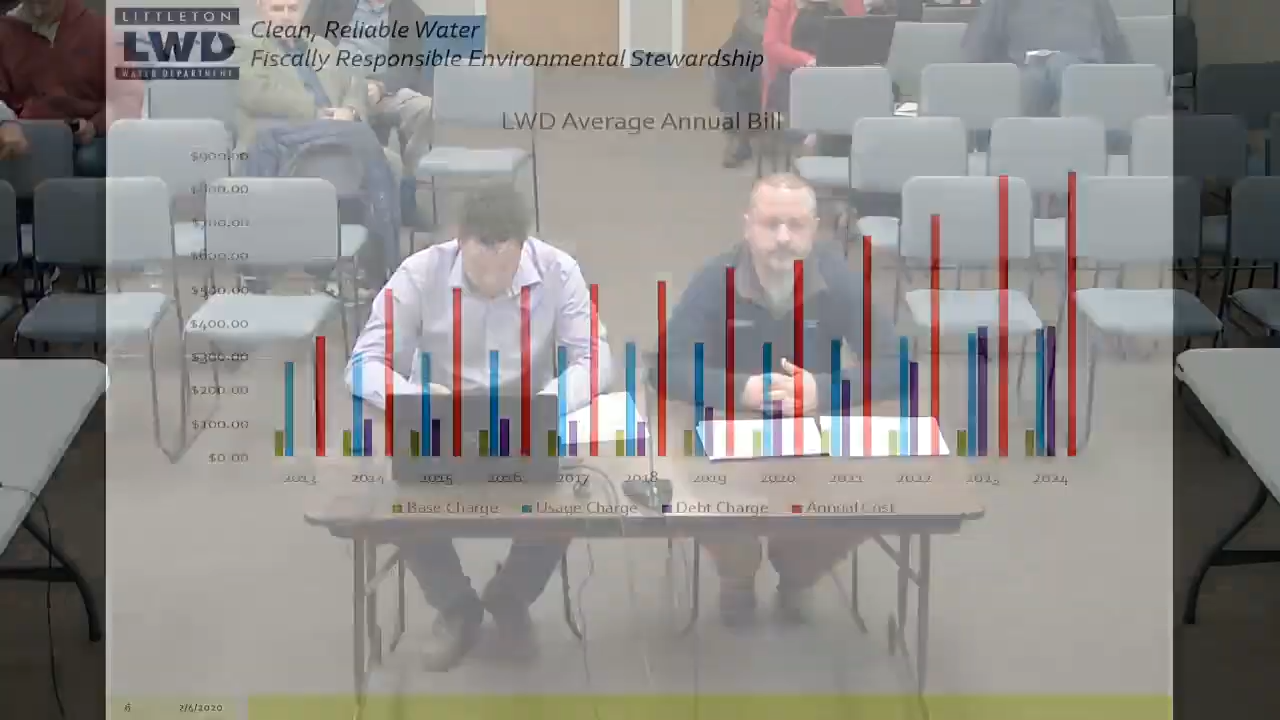 LITTLETON
LWD
WATER DEPARTMENT
Clean, Reliable Water
Fiscally Responsible Environmental Stewardship
LWD Average Annual Bill
$900.00
$800.00
$700.00
$600.00
$500.00
$400.00
$300.00
$200.00
$100.00
$0.00
2013 2014 2015 2016 2017 2018 2019 2020 2021 2022 2023 2024
Base Charge Usage Charge Debt Charge Annual Cost
2/6/2020